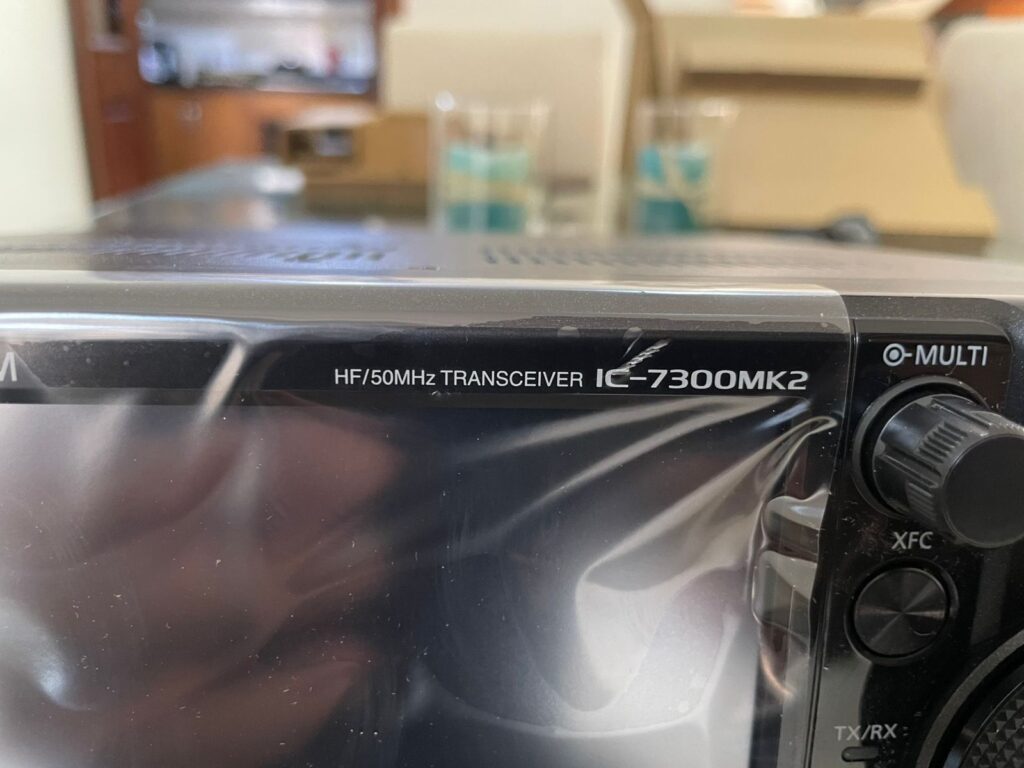 M
HF/50MHz TRANSCEIVER IC-7300MK2
MULTI
XFC
TX/RX